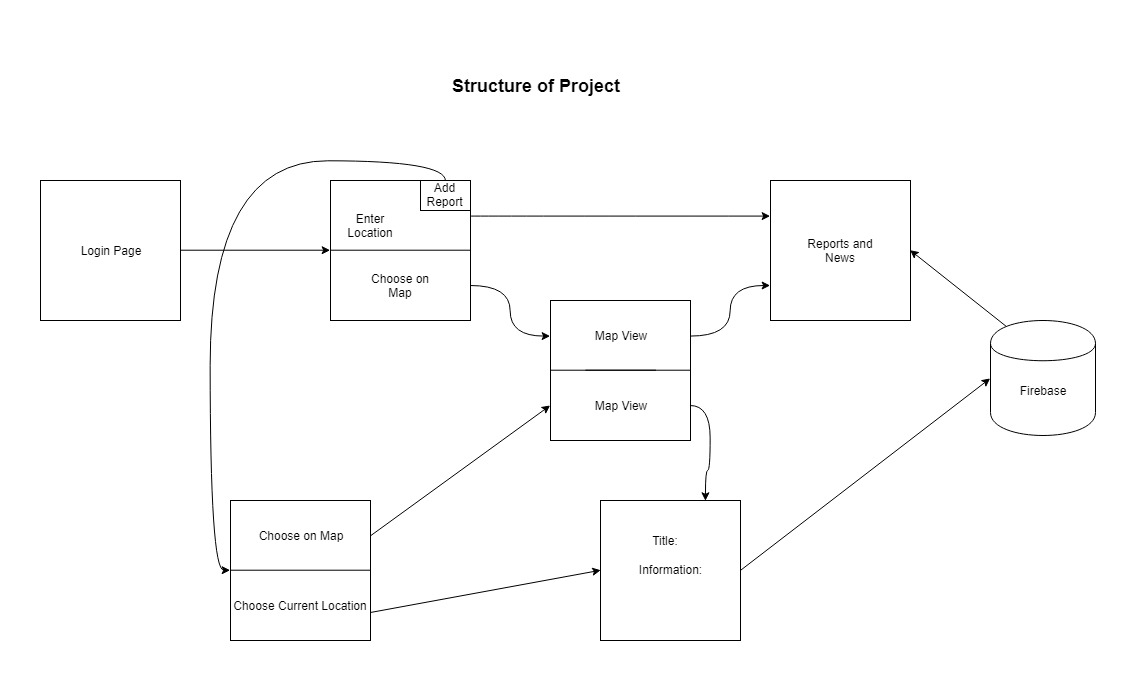 Structure of Project
Login Page
Add
Report
Enter
Location
Choose on
Map
Reports and
News
Map View
Map View
Firebase
Choose on Map
Choose Current Location
Title:
Information: